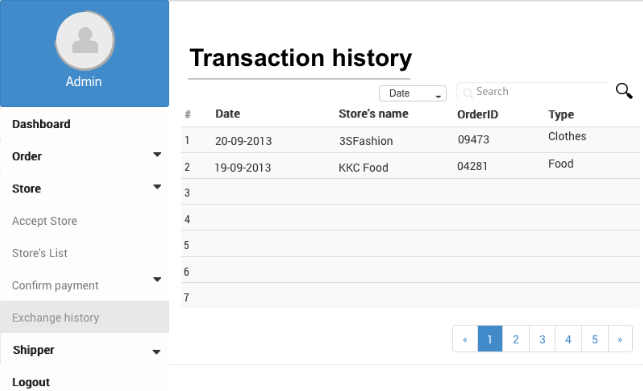 Admin
Dashboard
Order
Store
Accept Store
Store's List
Confirm payment
Exchange history
Shipper
Logout
Transaction history
Date
Search
# Date Store's name OrderID Type
1 20-09-2013 3SFashion 09473 Clothes
2 19-09-2013 KKC Food 04281 Food
3
4
5
6
7
« 1 2 3 4 5 »